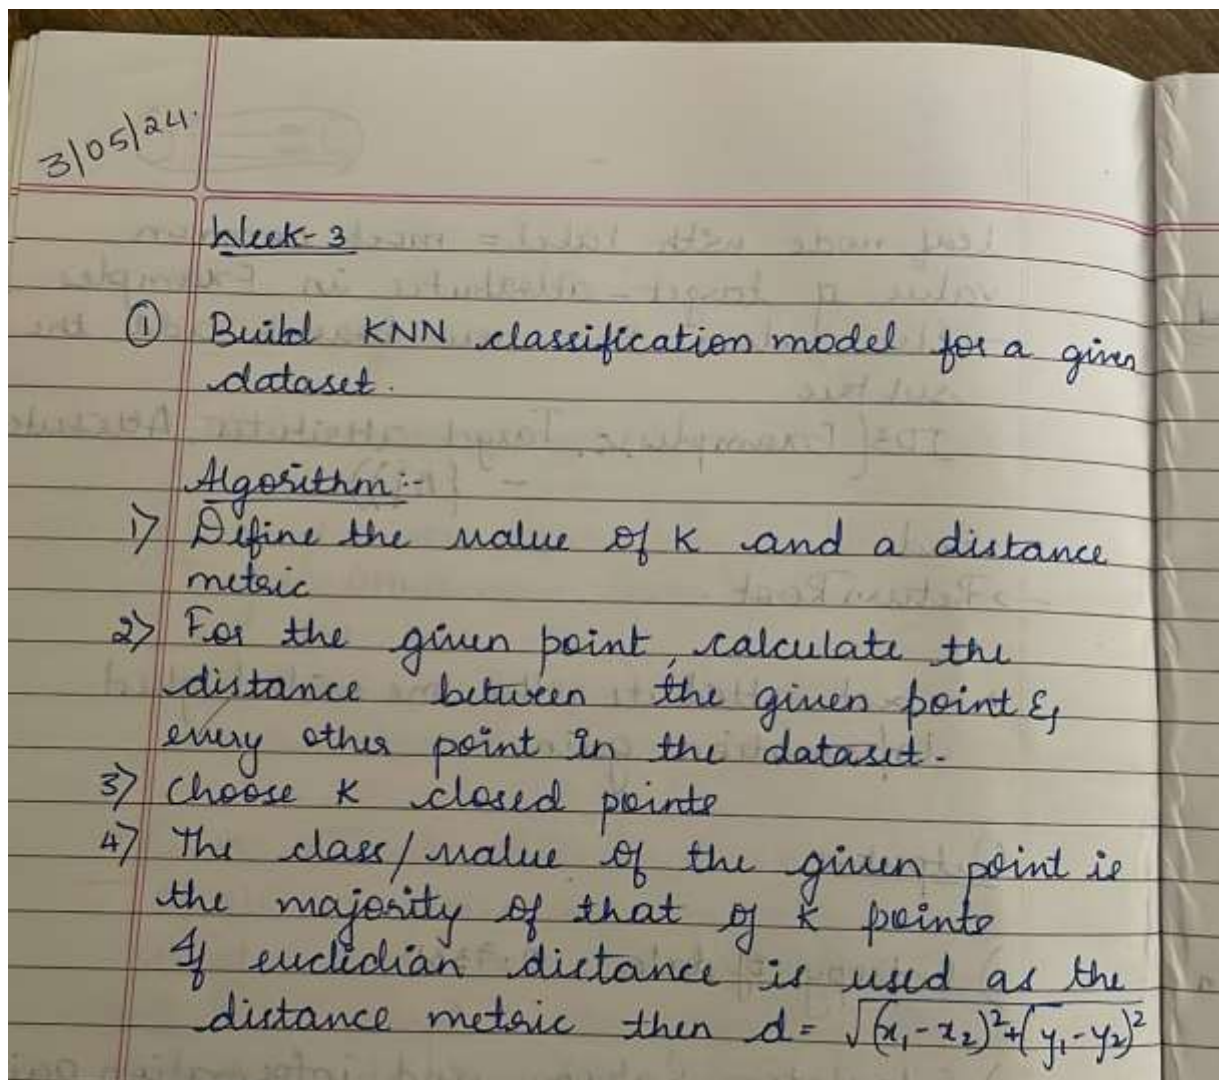 3/05/24.
Week-3
① Build KNN classification model for a given
dataset.
Algorithm:-
1) Define the value of K and a distance
metric
2) For the given point, calculate the
distance between the given point &
every other point in the dataset.
3) Choose K closed points
4) The class/value of the given point is
the majority of that of K points
If euclidian distance is used as the
distance metric then d = √(x₁-x₂)²+(y₁-y₂)²